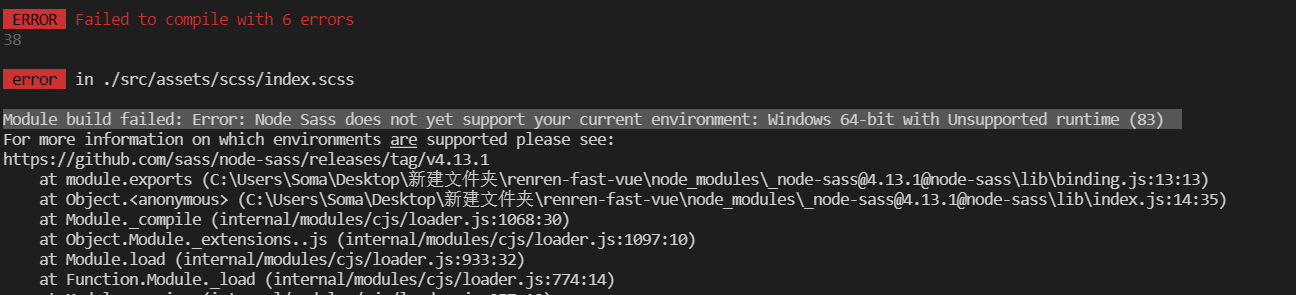 ERROR Failed to compile with 6 errors
38
error in ./src/assets/scss/index.scss
Module build failed: Error: Node Sass does not yet support your current environment: Windows 64-bit with Unsupported runtime (83)
For more information on which environments are supported please see:
https://github.com/sass/node-sass/releases/tag/v4.13.1
at module.exports (C:\Users\Soma\Desktop\新建文件夹\renren-fast-vue\node_modules\_node-sass@4.13.1@node-sass\lib\binding.js:13:13)
at Object.<anonymous> (C:\Users\Soma\Desktop\新建文件夹\renren-fast-vue\node_modules\_node-sass@4.13.1@node-sass\lib\index.js:14:35)
at Module._compile (internal/modules/cjs/loader.js:1068:30)
at Object.Module._extensions..js (internal/modules/cjs/loader.js:1097:10)
at Module.load (internal/modules/cjs/loader.js:933:32)
at Function.Module._load (internal/modules/cjs/loader.js:774:14)